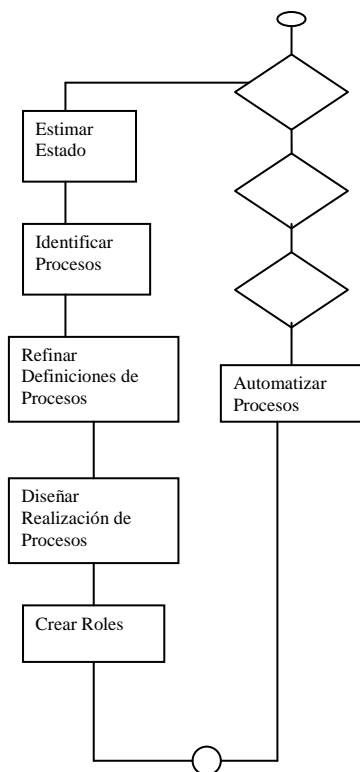 Estimar
Estado
Identificar
Procesos
Refinar
Definiciones de
Procesos
Automatizar
Procesos
Diseñar
Realización de
Procesos
Crear Roles